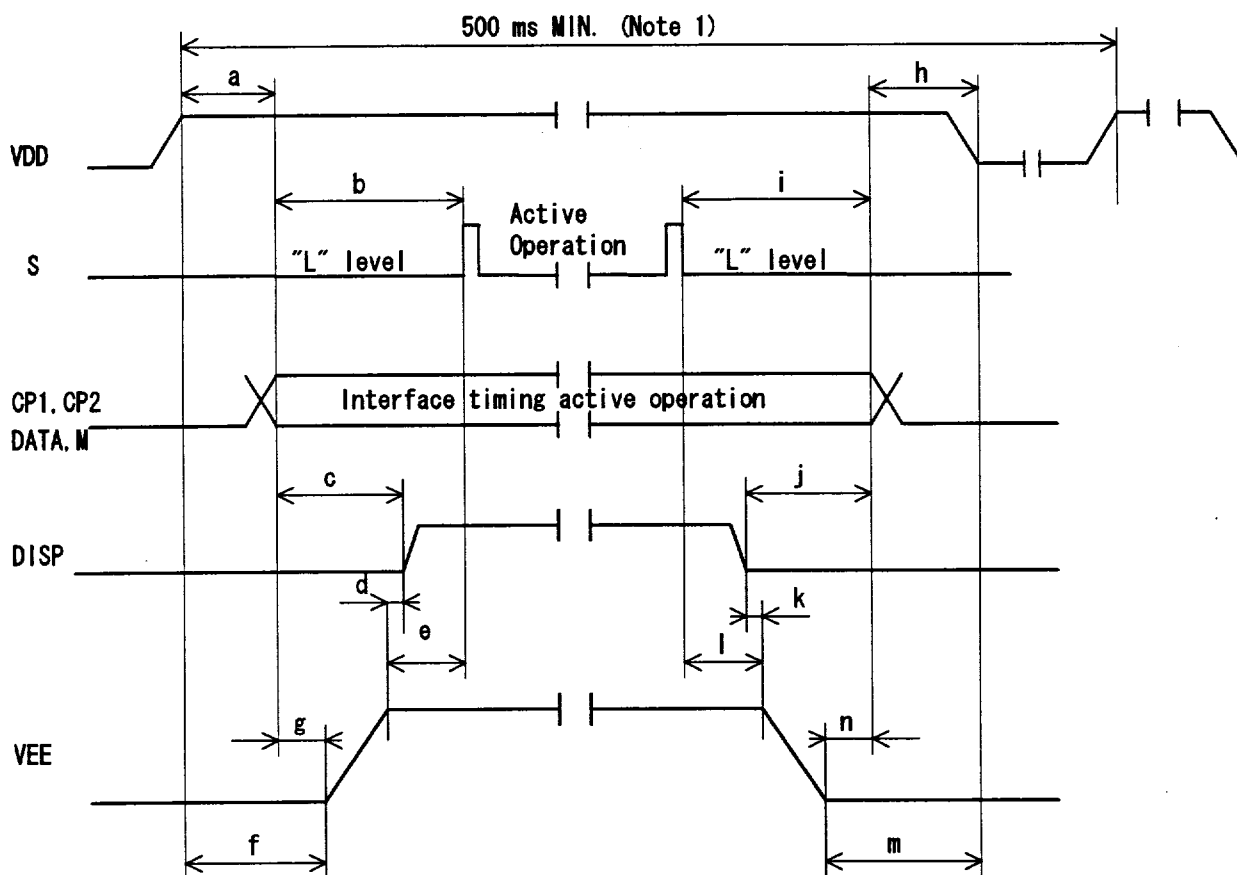 500 ms MIN. (Note 1)
a
h
VDD
b
i
Active
Operation
S
"L" level
"L" level
CP1, CP2
DATA, M
Interface timing active operation
c
j
DISP
d
k
e
l
g
n
VEE
f
m